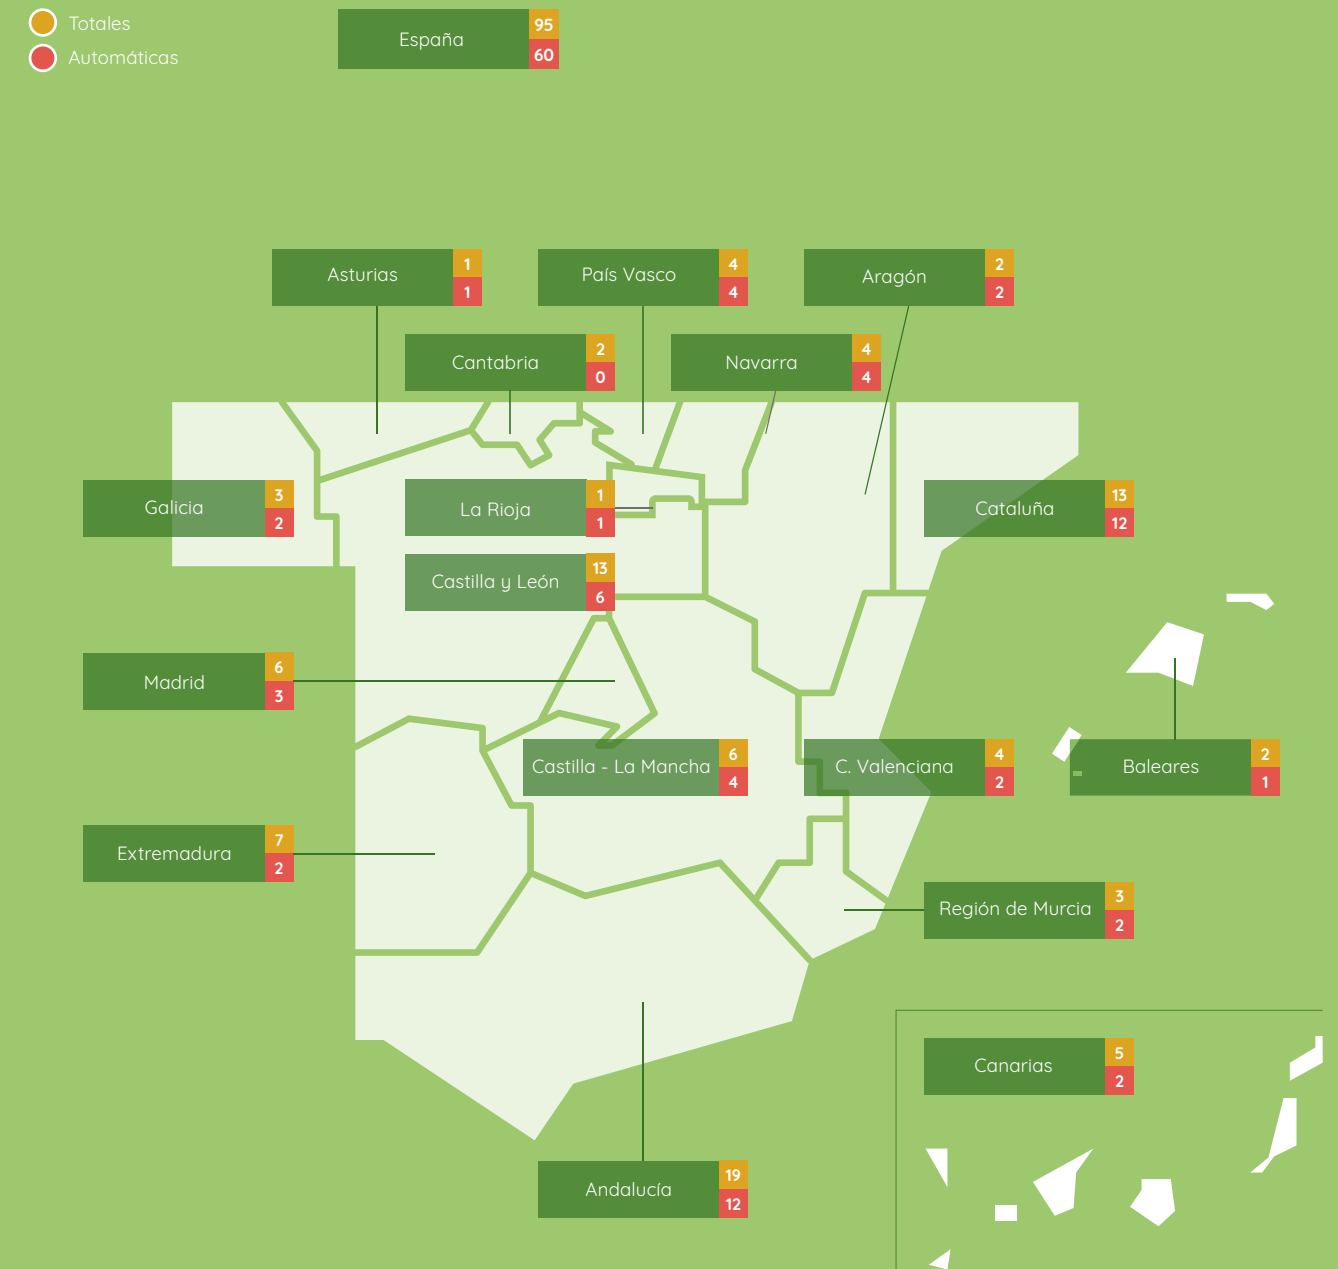 Totales
Automáticas
España
95
60
Asturias
1
1
País Vasco
4
4
Aragón
2
2
Cantabria
2
0
Navarra
4
4
Galicia
3
2
La Rioja
1
1
Cataluña
13
12
Castilla y León
13
6
Madrid
6
3
Castilla - La Mancha
6
4
C. Valenciana
4
2
Baleares
2
1
Extremadura
7
2
Región de Murcia
3
2
Canarias
5
2
Andalucía
19
12